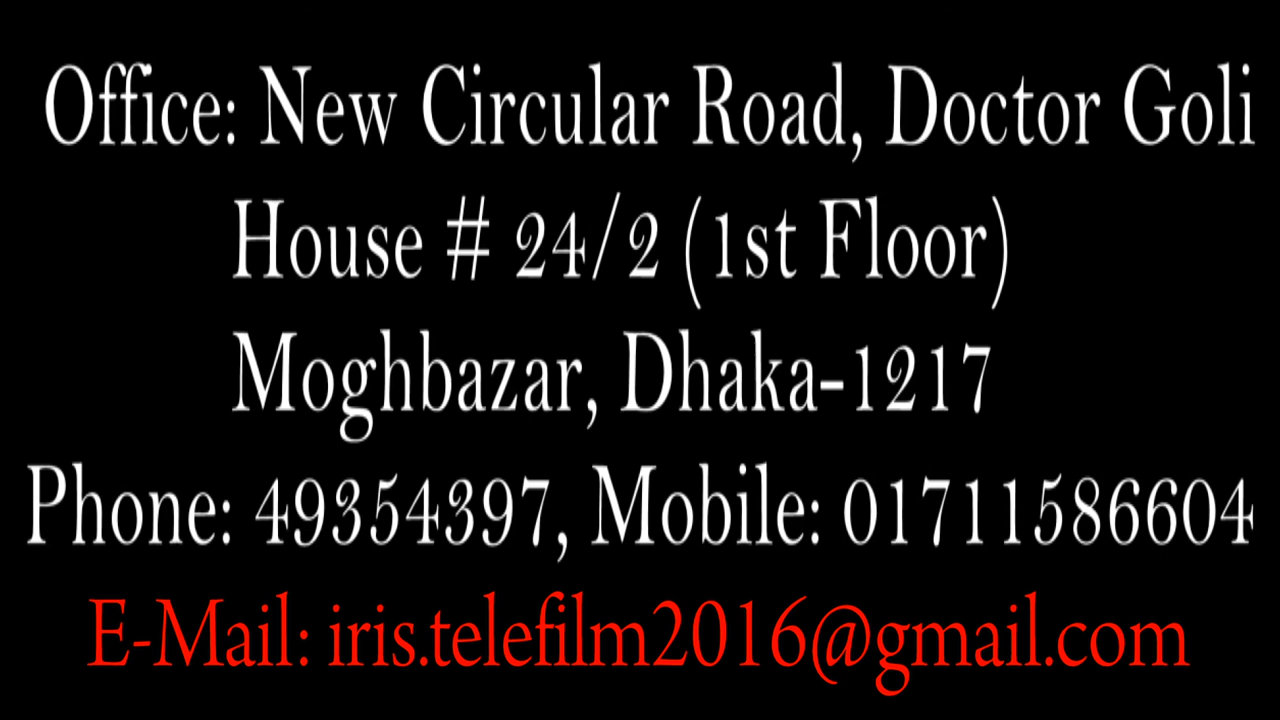 Office: New Circular Road, Doctor Goli
House # 24/2 (1st Floor)
Moghbazar, Dhaka-1217
Phone: 49354397, Mobile: 01711586604
E-Mail: iris.telefilm2016@gmail.com